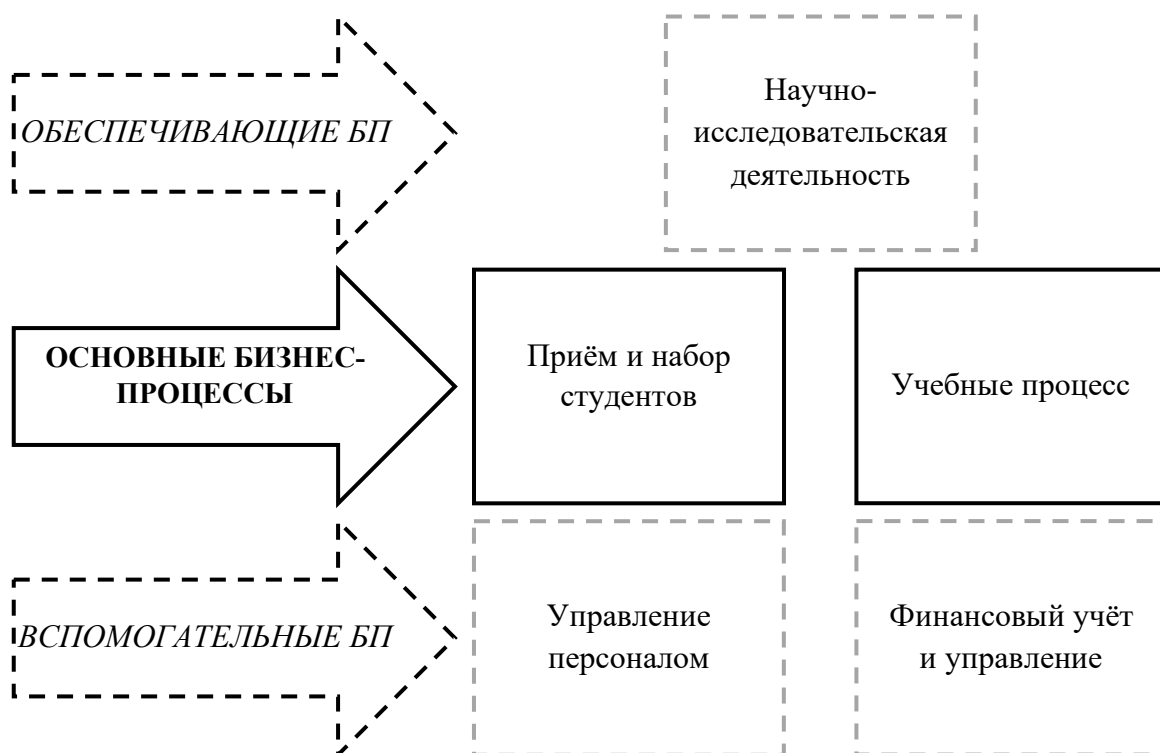 ОБЕСПЕЧИВАЮЩИЕ БП
Научно-
исследовательская
деятельность
ОСНОВНЫЕ БИЗНЕС-
ПРОЦЕССЫ
Приём и набор
студентов
Учебные процесс
ВСПОМОГАТЕЛЬНЫЕ БП
Управление
персоналом
Финансовый учёт
и управление